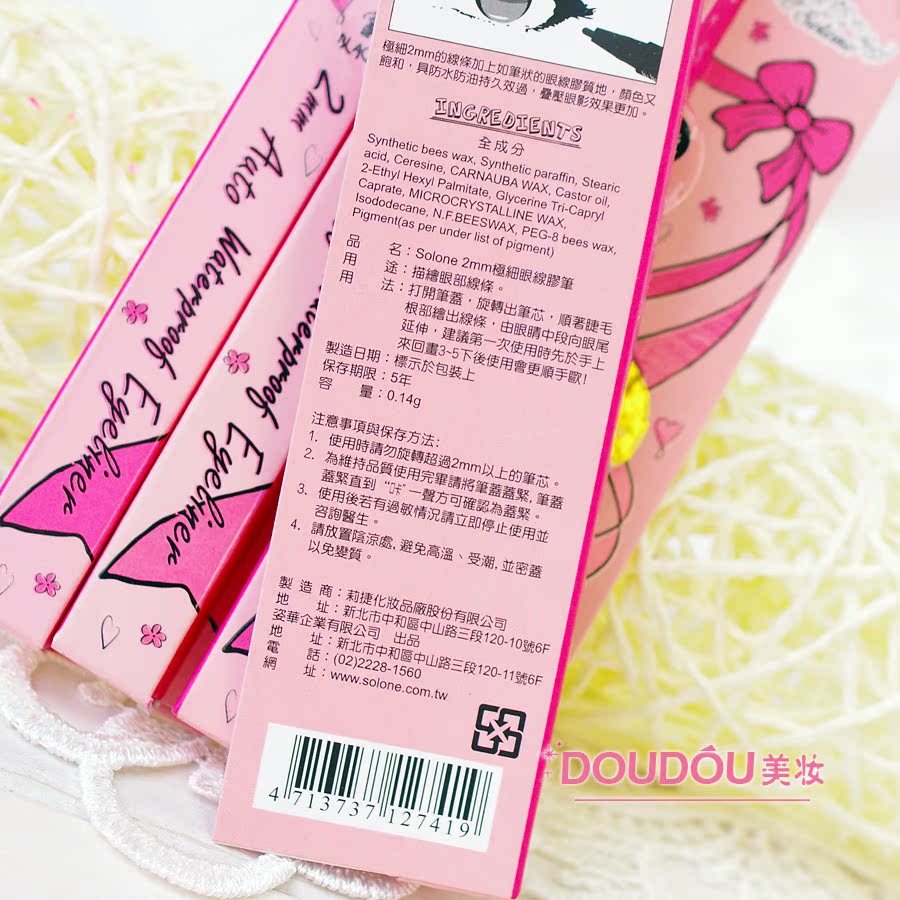 2mm Auto Waterproof Eyeliner
Waterproof Eyeliner
極細2mm的線條加上如筆狀的眼線膠質地，顏色又
飽和，具防水防油持久效過，疊壓眼影效果更加。
INGREDIENTS
全成分
Synthetic bees wax, Synthetic paraffin, Stearic
acid, Ceresine, CARNAUBA WAX, Castor oil,
2-Ethyl Hexyl Palmitate, Glycerine Tri-Capryl
Caprate, MICROCRYSTALLINE WAX,
Isododecane, N.F.BEESWAX, PEG-8 bees wax,
Pigment(as per under list of pigment)
品　　名：Solone 2mm極細眼線膠筆
用　　途：描繪眼部線條。
用　　法：打開筆蓋，旋轉出筆芯，順著睫毛
根部繪出線條，由眼睛中段向眼尾
延伸，建議第一次使用時先於手上
來回畫3~5下後使用會更順手歐!
製造日期：標示於包裝上
保存期限：5年
容　　量：0.14g
注意事項與保存方法:
1. 使用時請勿旋轉超過2mm以上的筆芯。
2. 為維持品質使用完畢請將筆蓋蓋緊,筆蓋
蓋緊直到“咔”一聲方可確認為蓋緊。
3. 使用後若有過敏情況請立即停止使用並
咨詢醫生。
4. 請放置陰涼處,避免高溫、受潮,並密蓋
以免變質。
製 造 商：莉捷化妝品廠股份有限公司
地　　址：新北市中和區中山路三段120-10號6F
姿華企業有限公司　出品
地　　址：新北市中和區中山路三段120-11號6F
電　　話：(02)2228-1560
網　　址：www.solone.com.tw
4 713737 127419
DOUDÔU美妆